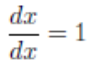 dx/dx = 1